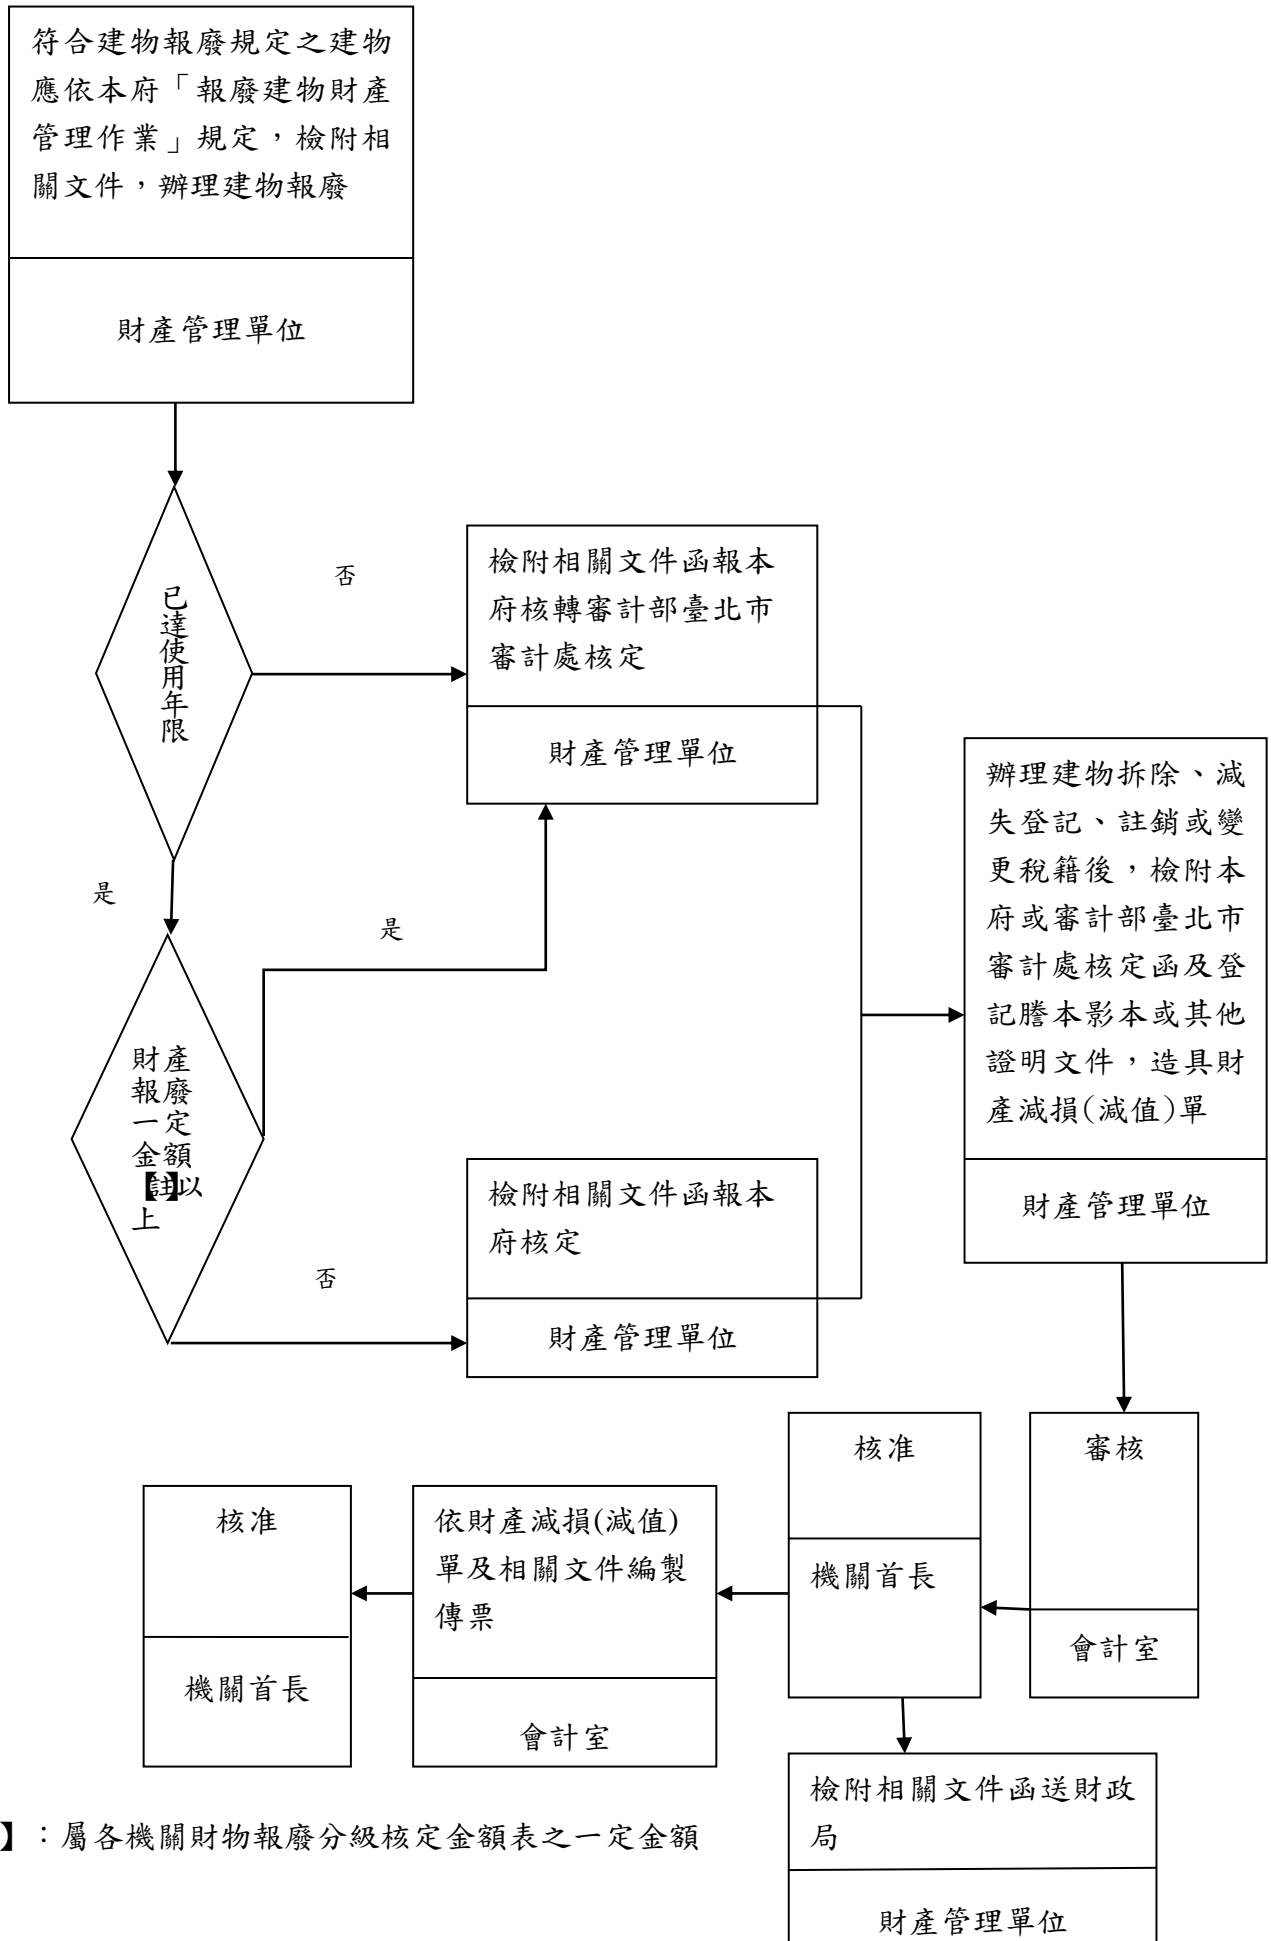 符合建物報廢規定之建物
應依本府「報廢建物財產
管理作業」規定，檢附相
關文件，辦理建物報廢
財產管理單位
已達使用年限
否
檢附相關文件函報本
府核轉審計部臺北市
審計處核定
財產管理單位
是
是
財產
報廢
一定
金額
【註】以
上
否
檢附相關文件函報本
府核定
財產管理單位
辦理建物拆除、減
失登記、註銷或變
更稅籍後，檢附本
府或審計部臺北市
審計處核定函及登
記謄本影本或其他
證明文件，造具財
產減損(減值)單
財產管理單位
審核
會計室
核准
機關首長
依財產減損(減值)
單及相關文件編製
傳票
會計室
核准
機關首長
檢附相關文件函送財政
局
財產管理單位
】：屬各機關財物報廢分級核定金額表之一定金額